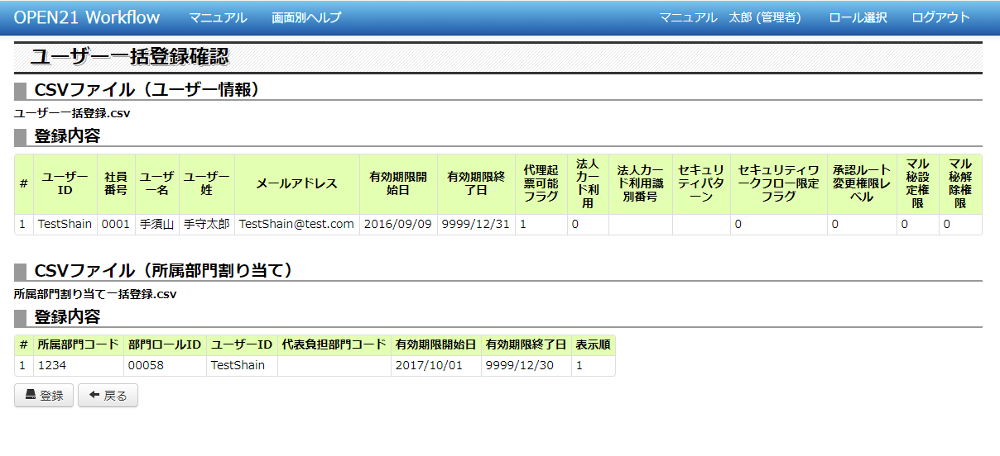 OPEN21 Workflow マニュアル 画面別ヘルプ マニュアル 太郎 (管理者) ロール選択 ログアウト
ユーザー一括登録確認
CSVファイル（ユーザー情報）
ユーザー一括登録.csv
登録内容
# ユーザーID 社員番号 ユーザー名 ユーザー姓 メールアドレス 有効期限開始日 有効期限終了日 代理起票可能フラグ 法人カード利用 法人カード利用識別番号 セキュリティパターン セキュリティワークフロー限定フラグ 承認ルート変更権限レベル マル秘設定権限 マル秘解除権限
1 TestShain 0001 手須山 手守太郎 TestShain@test.com 2016/09/09 9999/12/31 1 0 0 0 0 0
CSVファイル（所属部門割り当て）
所属部門割り当て一括登録.csv
登録内容
# 所属部門コード 部門ロールID ユーザーID 代表負担部門コード 有効期限開始日 有効期限終了日 表示順
1 1234 00058 TestShain 2017/10/01 9999/12/30 1
登録 戻る